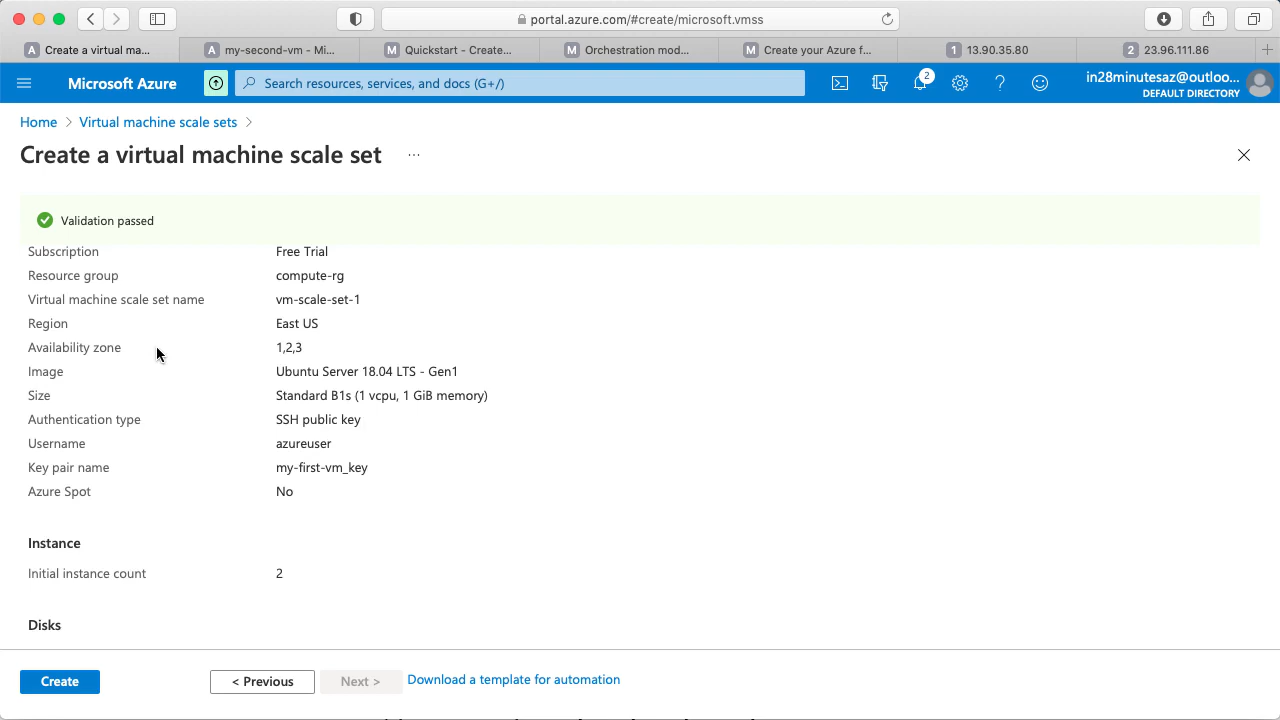 portal.azure.com/#create/microsoft.vmss
A Create a virtual ma...
A my-second-vm - Mi...
M Quickstart - Create...
M Orchestration mod...
M Create your Azure f...
1 13.90.35.80
2 23.96.111.86
Microsoft Azure
Search resources, services, and docs (G+/)
2
in28minutesaz@outloo...
DEFAULT DIRECTORY
Home > Virtual machine scale sets >
Create a virtual machine scale set ...
Validation passed
Subscription Free Trial
Resource group compute-rg
Virtual machine scale set name vm-scale-set-1
Region East US
Availability zone 1,2,3
Image Ubuntu Server 18.04 LTS - Gen1
Size Standard B1s (1 vcpu, 1 GiB memory)
Authentication type SSH public key
Username azureuser
Key pair name my-first-vm_key
Azure Spot No
Instance
Initial instance count 2
Disks
Create
< Previous
Next >
Download a template for automation